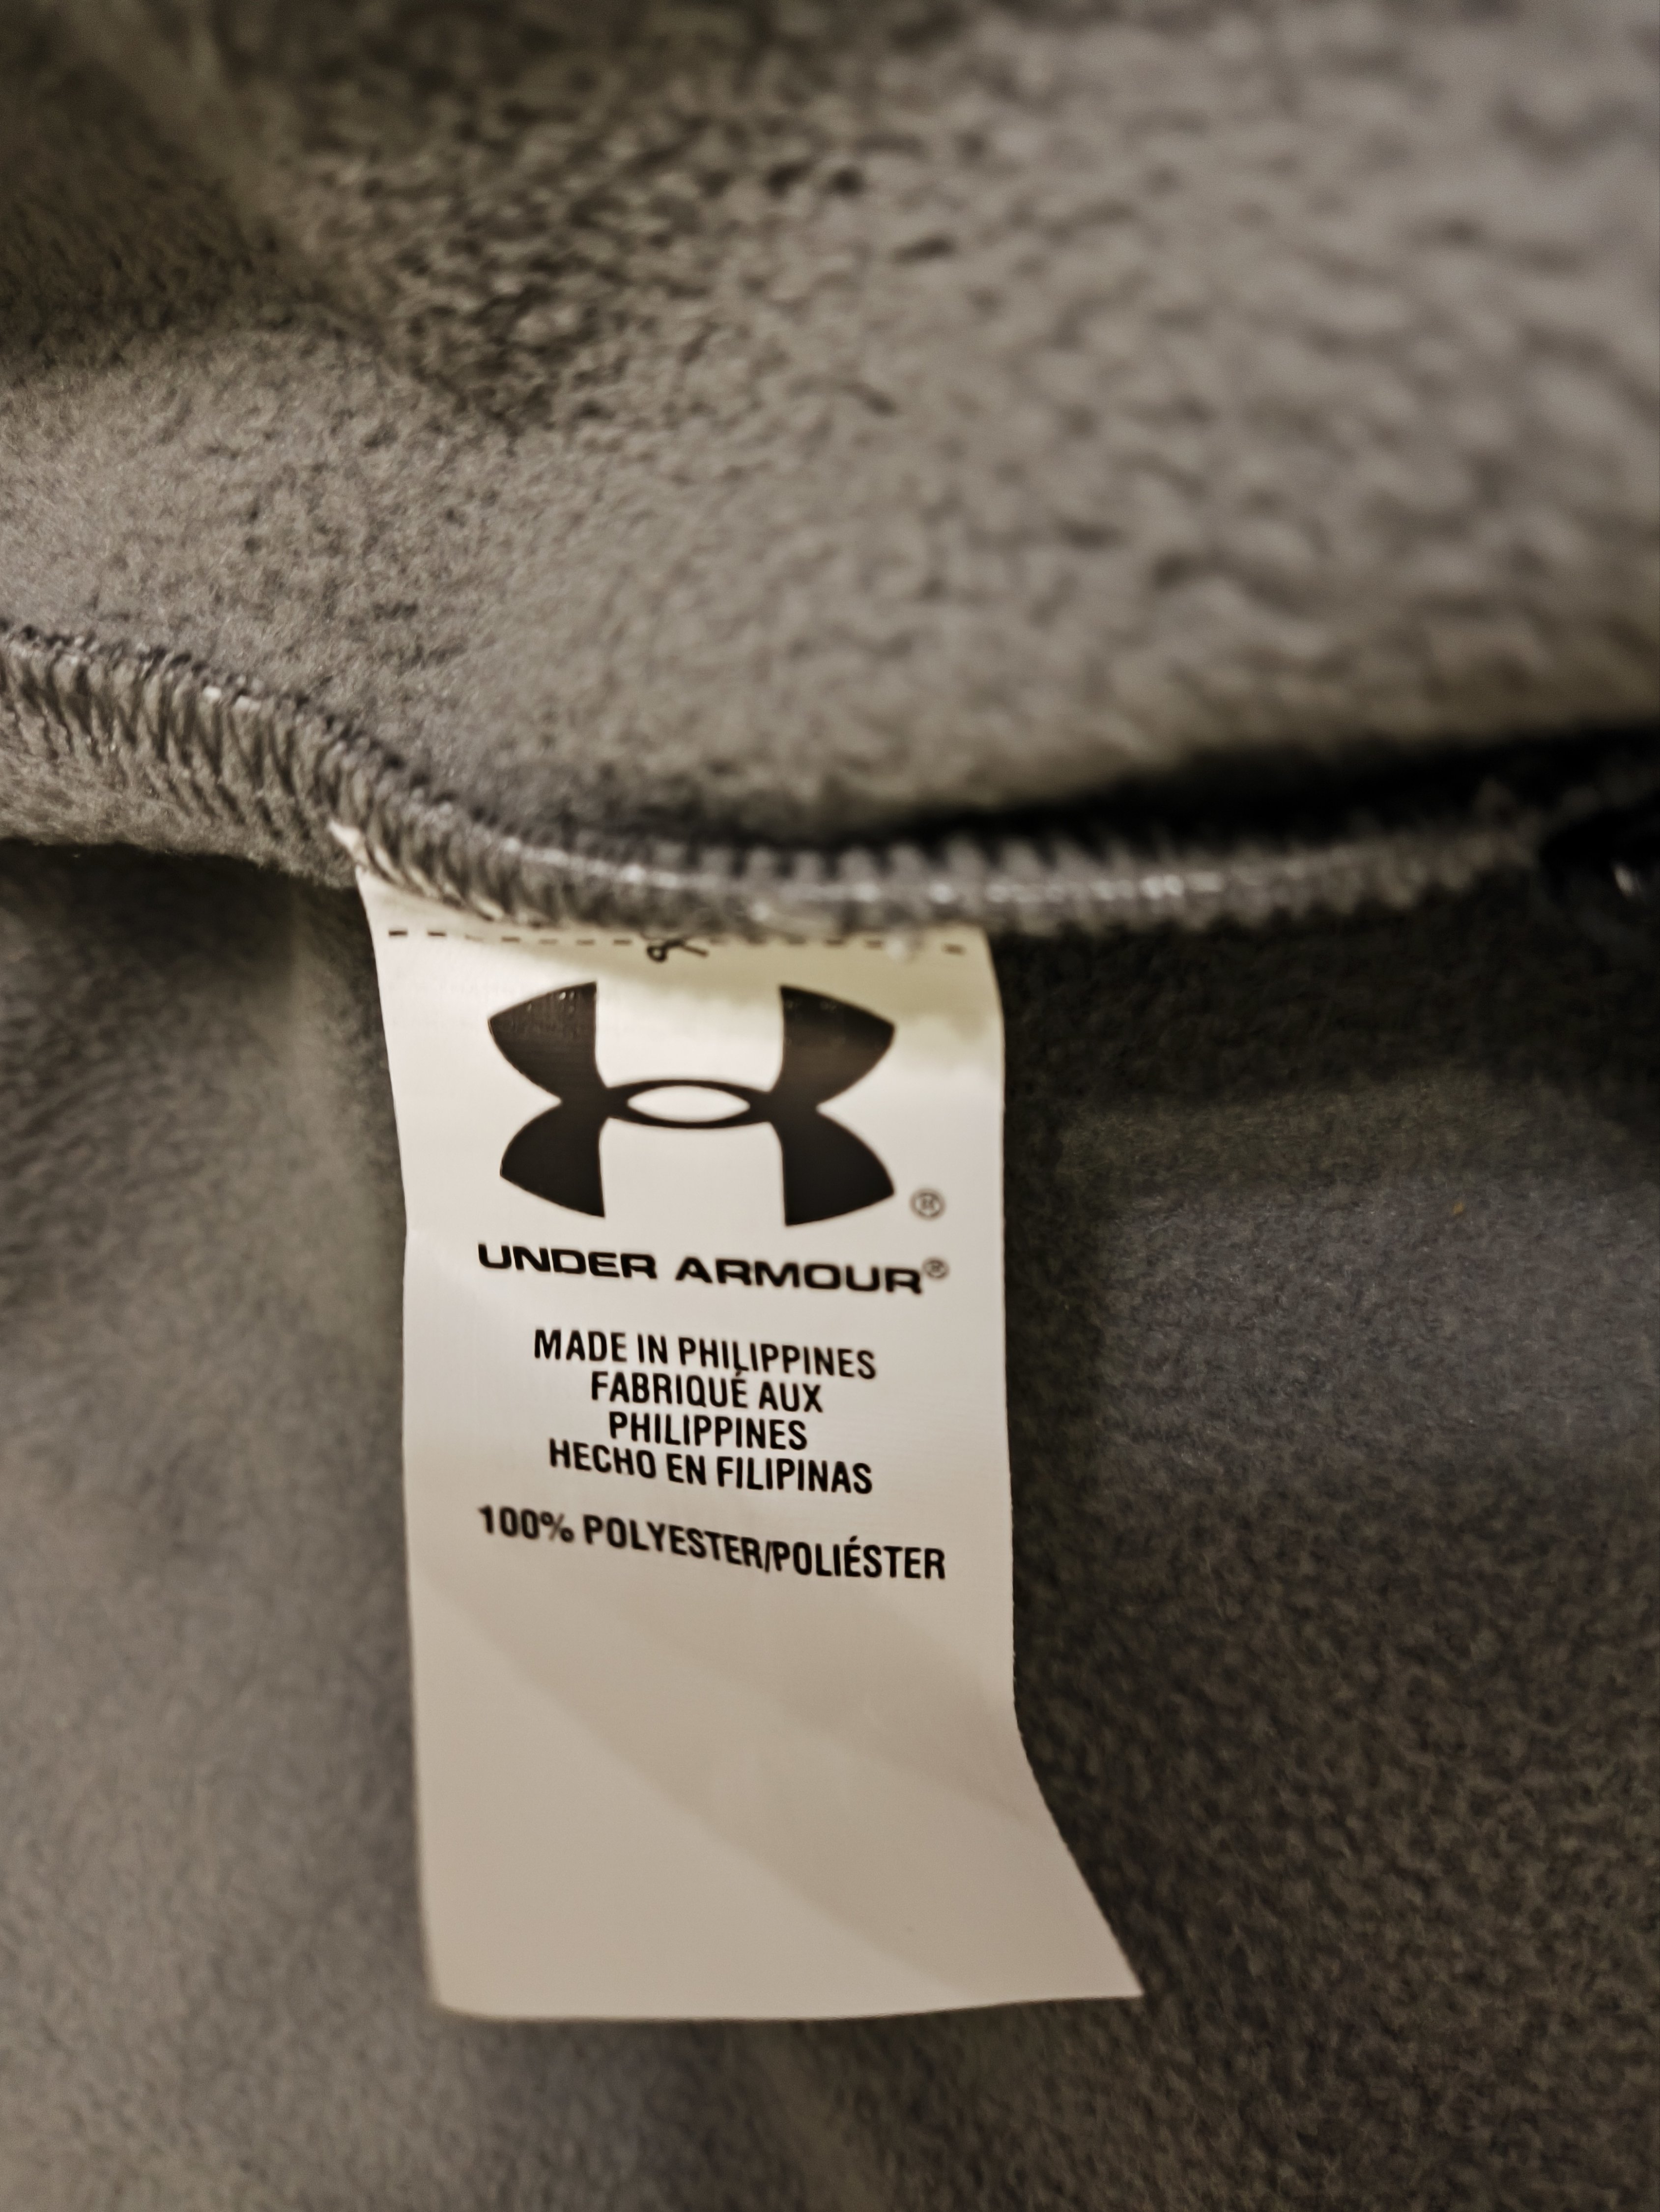 ®
UNDER ARMOUR®
MADE IN PHILIPPINES
FABRIQUÉ AUX
PHILIPPINES
HECHO EN FILIPINAS
100% POLYESTER/POLIÉSTER